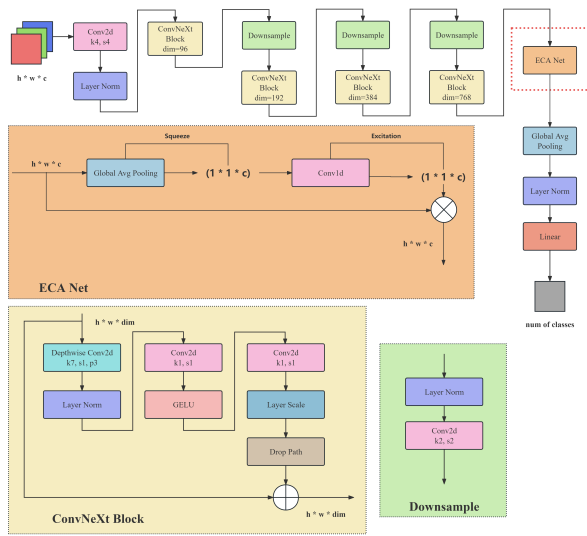 h * w * c
Conv2d
k4, s4
Layer Norm
ConvNeXt
Block
dim=96
Downsample
ConvNeXt
Block
dim=192
Downsample
ConvNeXt
Block
dim=384
Downsample
ConvNeXt
Block
dim=768
ECA Net
Global Avg
Pooling
Layer Norm
Linear
num of classes
Squeeze
Excitation
h * w * c
Global Avg Pooling
(1 * 1 * c)
Conv1d
(1 * 1 * c)
h * w * c
ECA Net
h * w * dim
Depthwise Conv2d
k7, s1, p3
Layer Norm
Conv2d
k1, s1
GELU
Conv2d
k1, s1
Layer Scale
Drop Path
h * w * dim
ConvNeXt Block
Layer Norm
Conv2d
k2, s2
Downsample